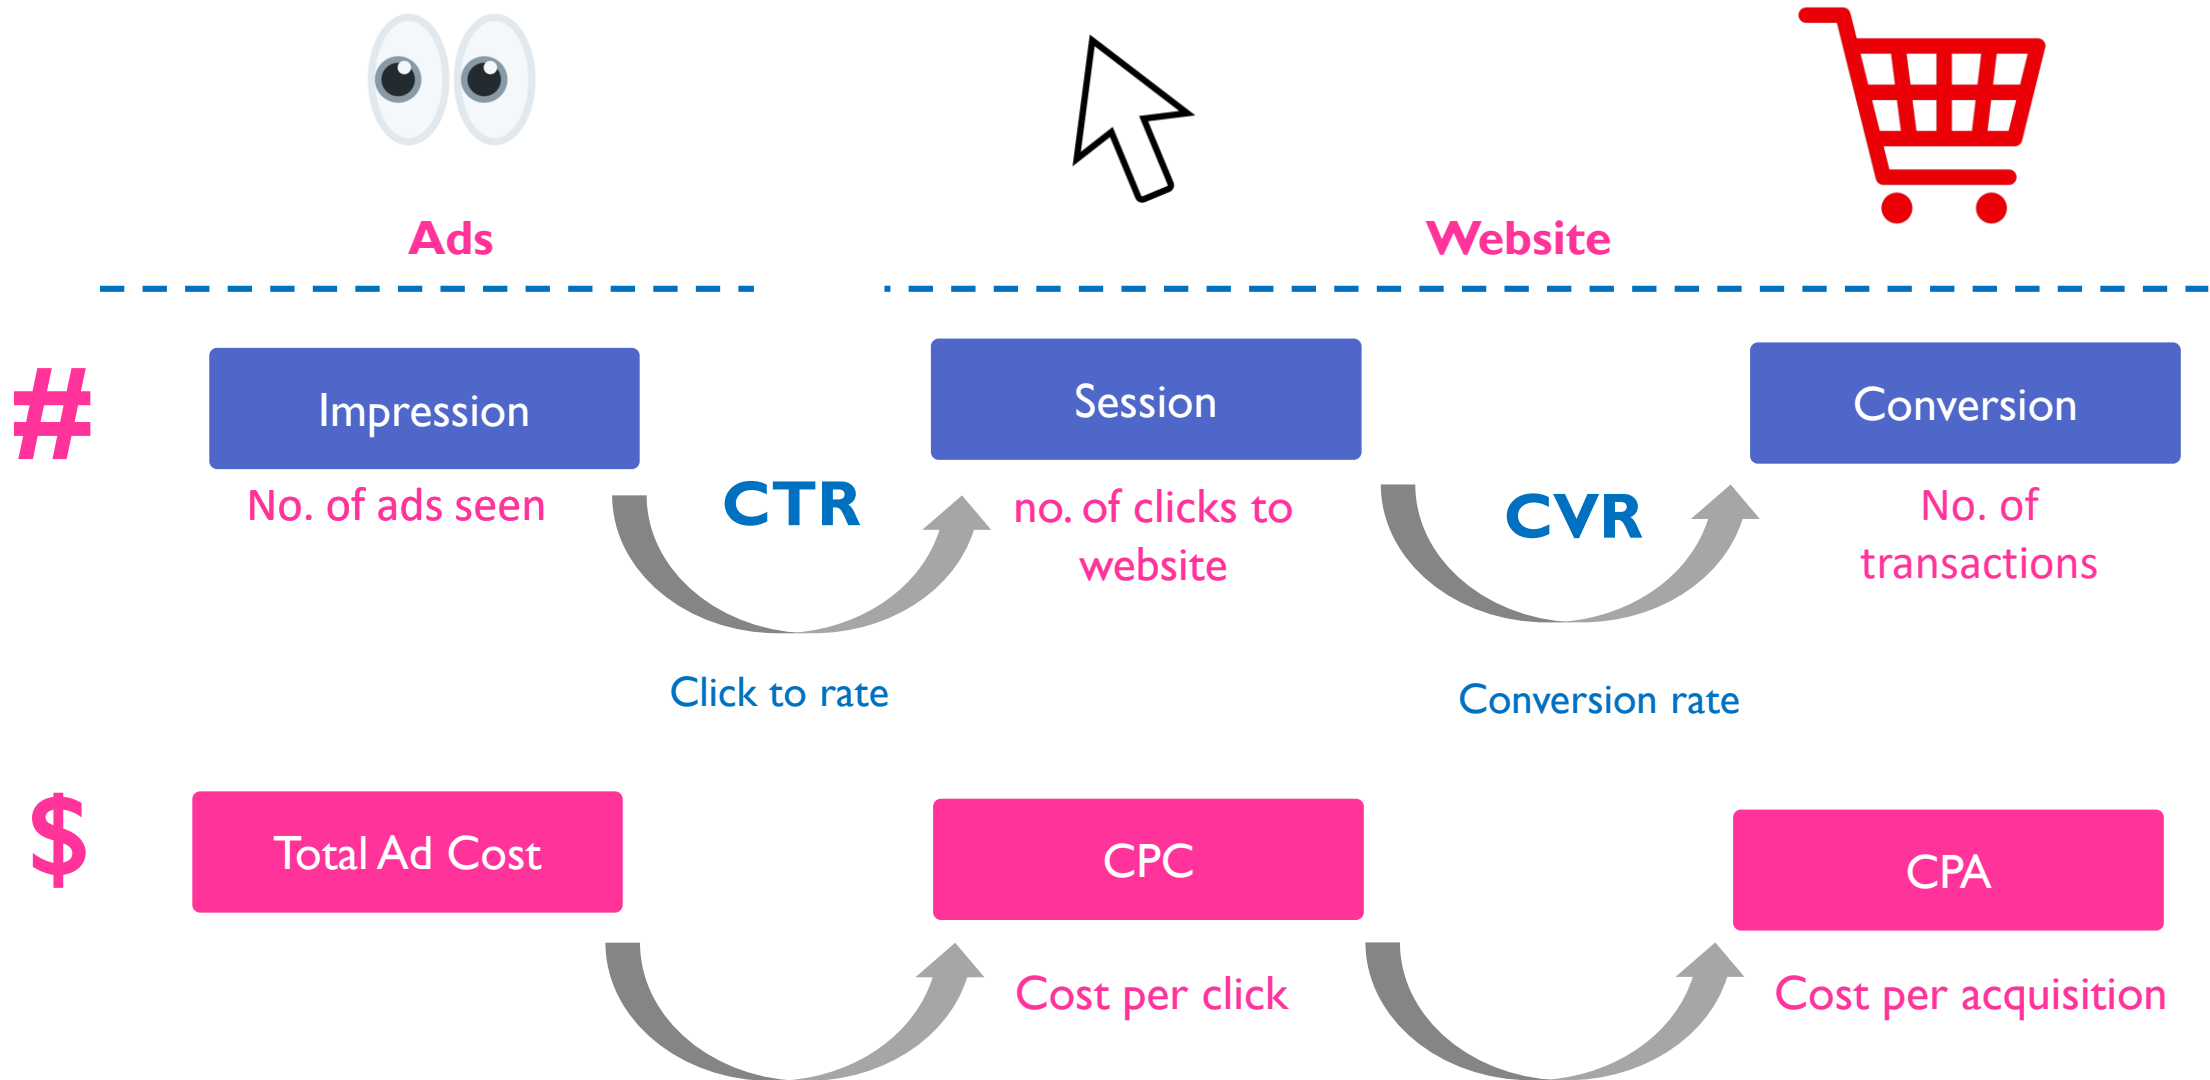 Ads
Website
#
Impression
Session
Conversion
No. of ads seen
CTR
no. of clicks to
website
CVR
No. of
transactions
Click to rate
Conversion rate
$
Total Ad Cost
CPC
CPA
Cost per click
Cost per acquisition